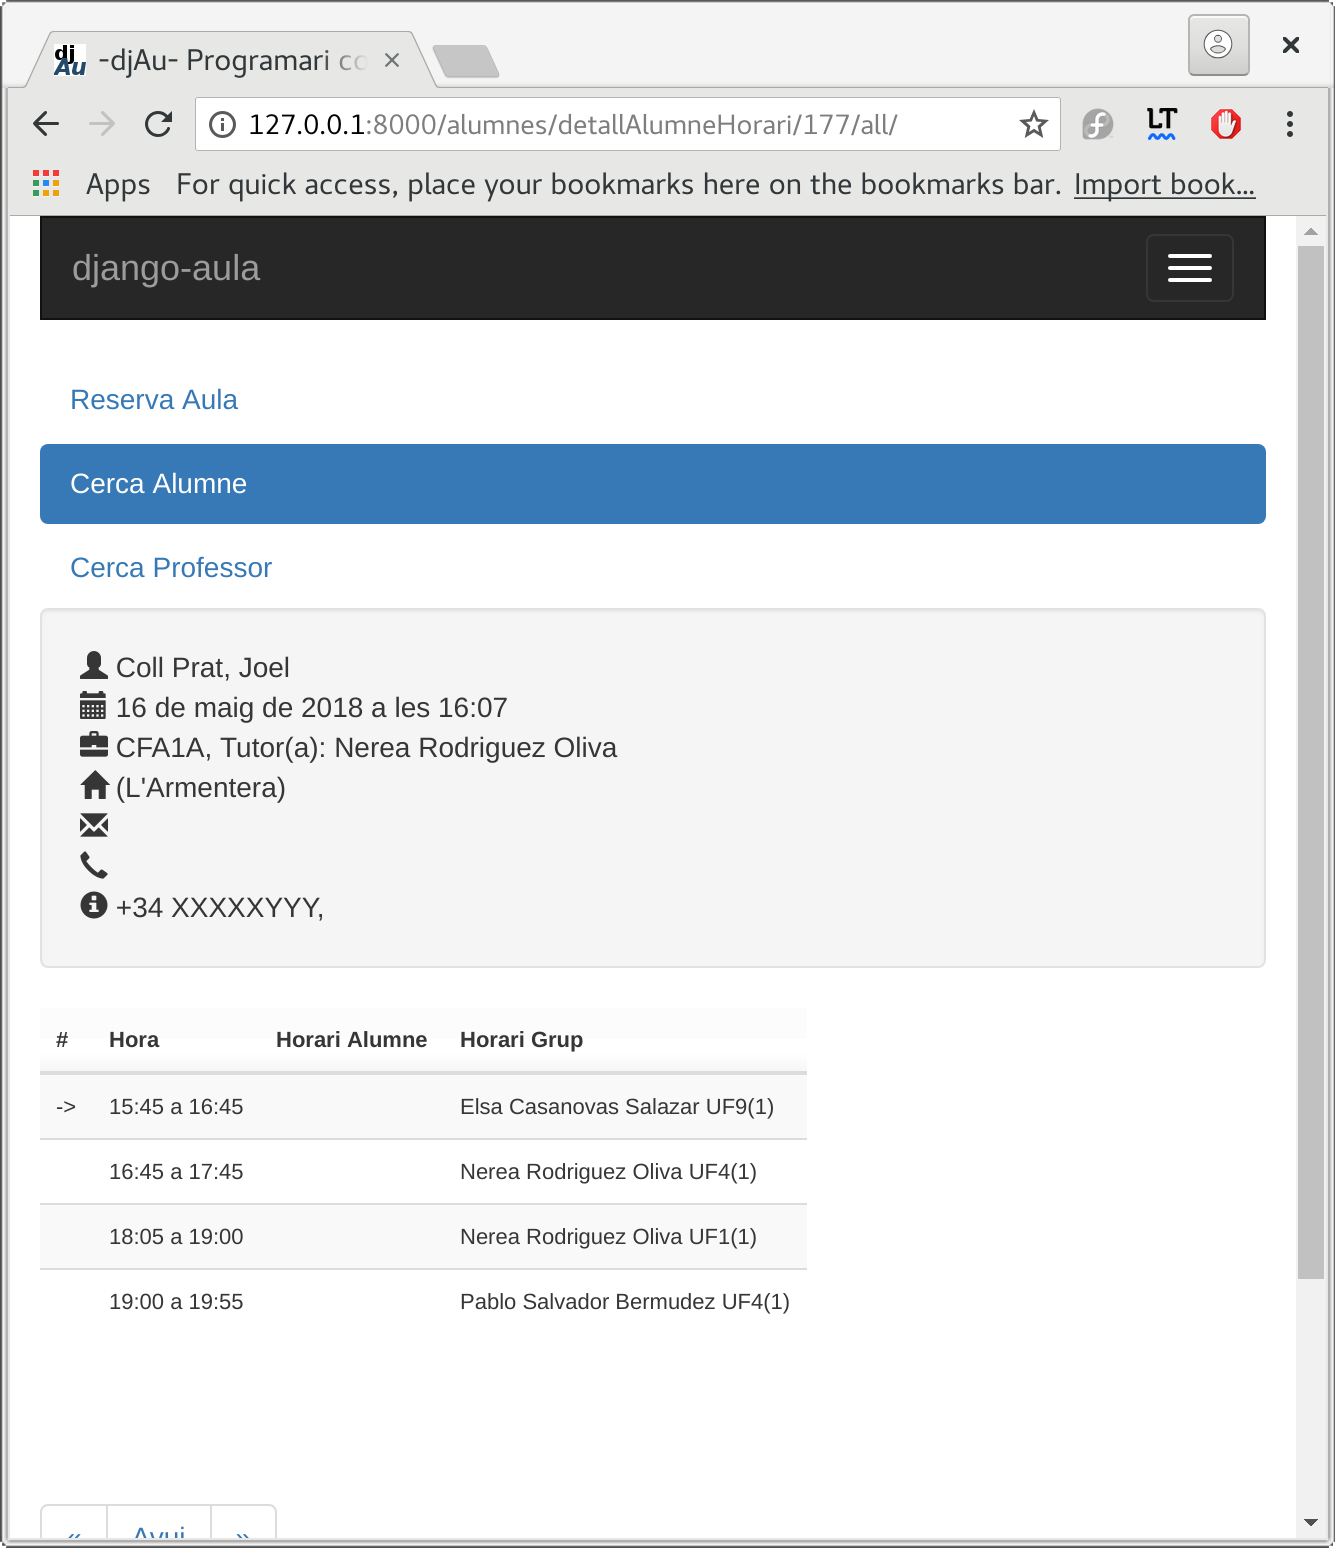 dj
Au
-djAu- Programari co
127.0.0.1:8000/alumnes/detallAlumneHorari/177/all/
LT
Apps For quick access, place your bookmarks here on the bookmarks bar. Import book...
django-aula
Reserva Aula
Cerca Alumne
Cerca Professor
Coll Prat, Joel
16 de maig de 2018 a les 16:07
CFA1A, Tutor(a): Nerea Rodriguez Oliva
(L'Armentera)
+34 XXXXXYYY,
# Hora Horari Alumne Horari Grup
-> 15:45 a 16:45 Elsa Casanovas Salazar UF9(1)
16:45 a 17:45 Nerea Rodriguez Oliva UF4(1)
18:05 a 19:00 Nerea Rodriguez Oliva UF1(1)
19:00 a 19:55 Pablo Salvador Bermudez UF4(1)
« Avui »